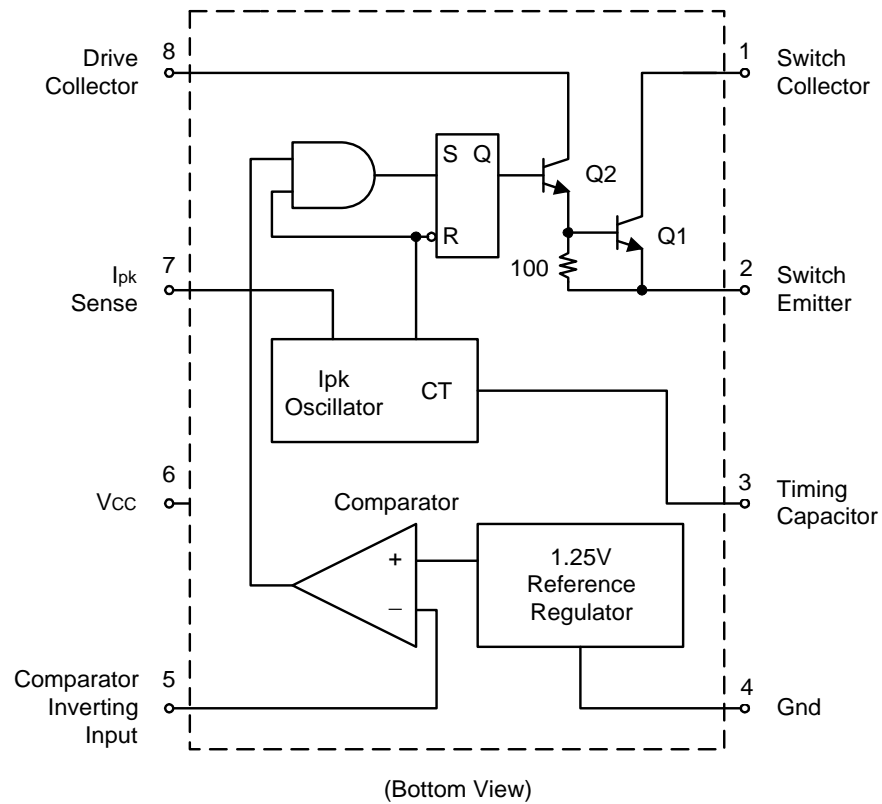 Drive
Collector
8
1
Switch
Collector
S Q
R
Q2
Q1
100
Ipk
Sense
7
2
Switch
Emitter
Ipk
Oscillator
CT
6
VCC
3
Timing
Capacitor
Comparator
+
–
1.25V
Reference
Regulator
Comparator
Inverting
Input
5
4
Gnd
(Bottom View)